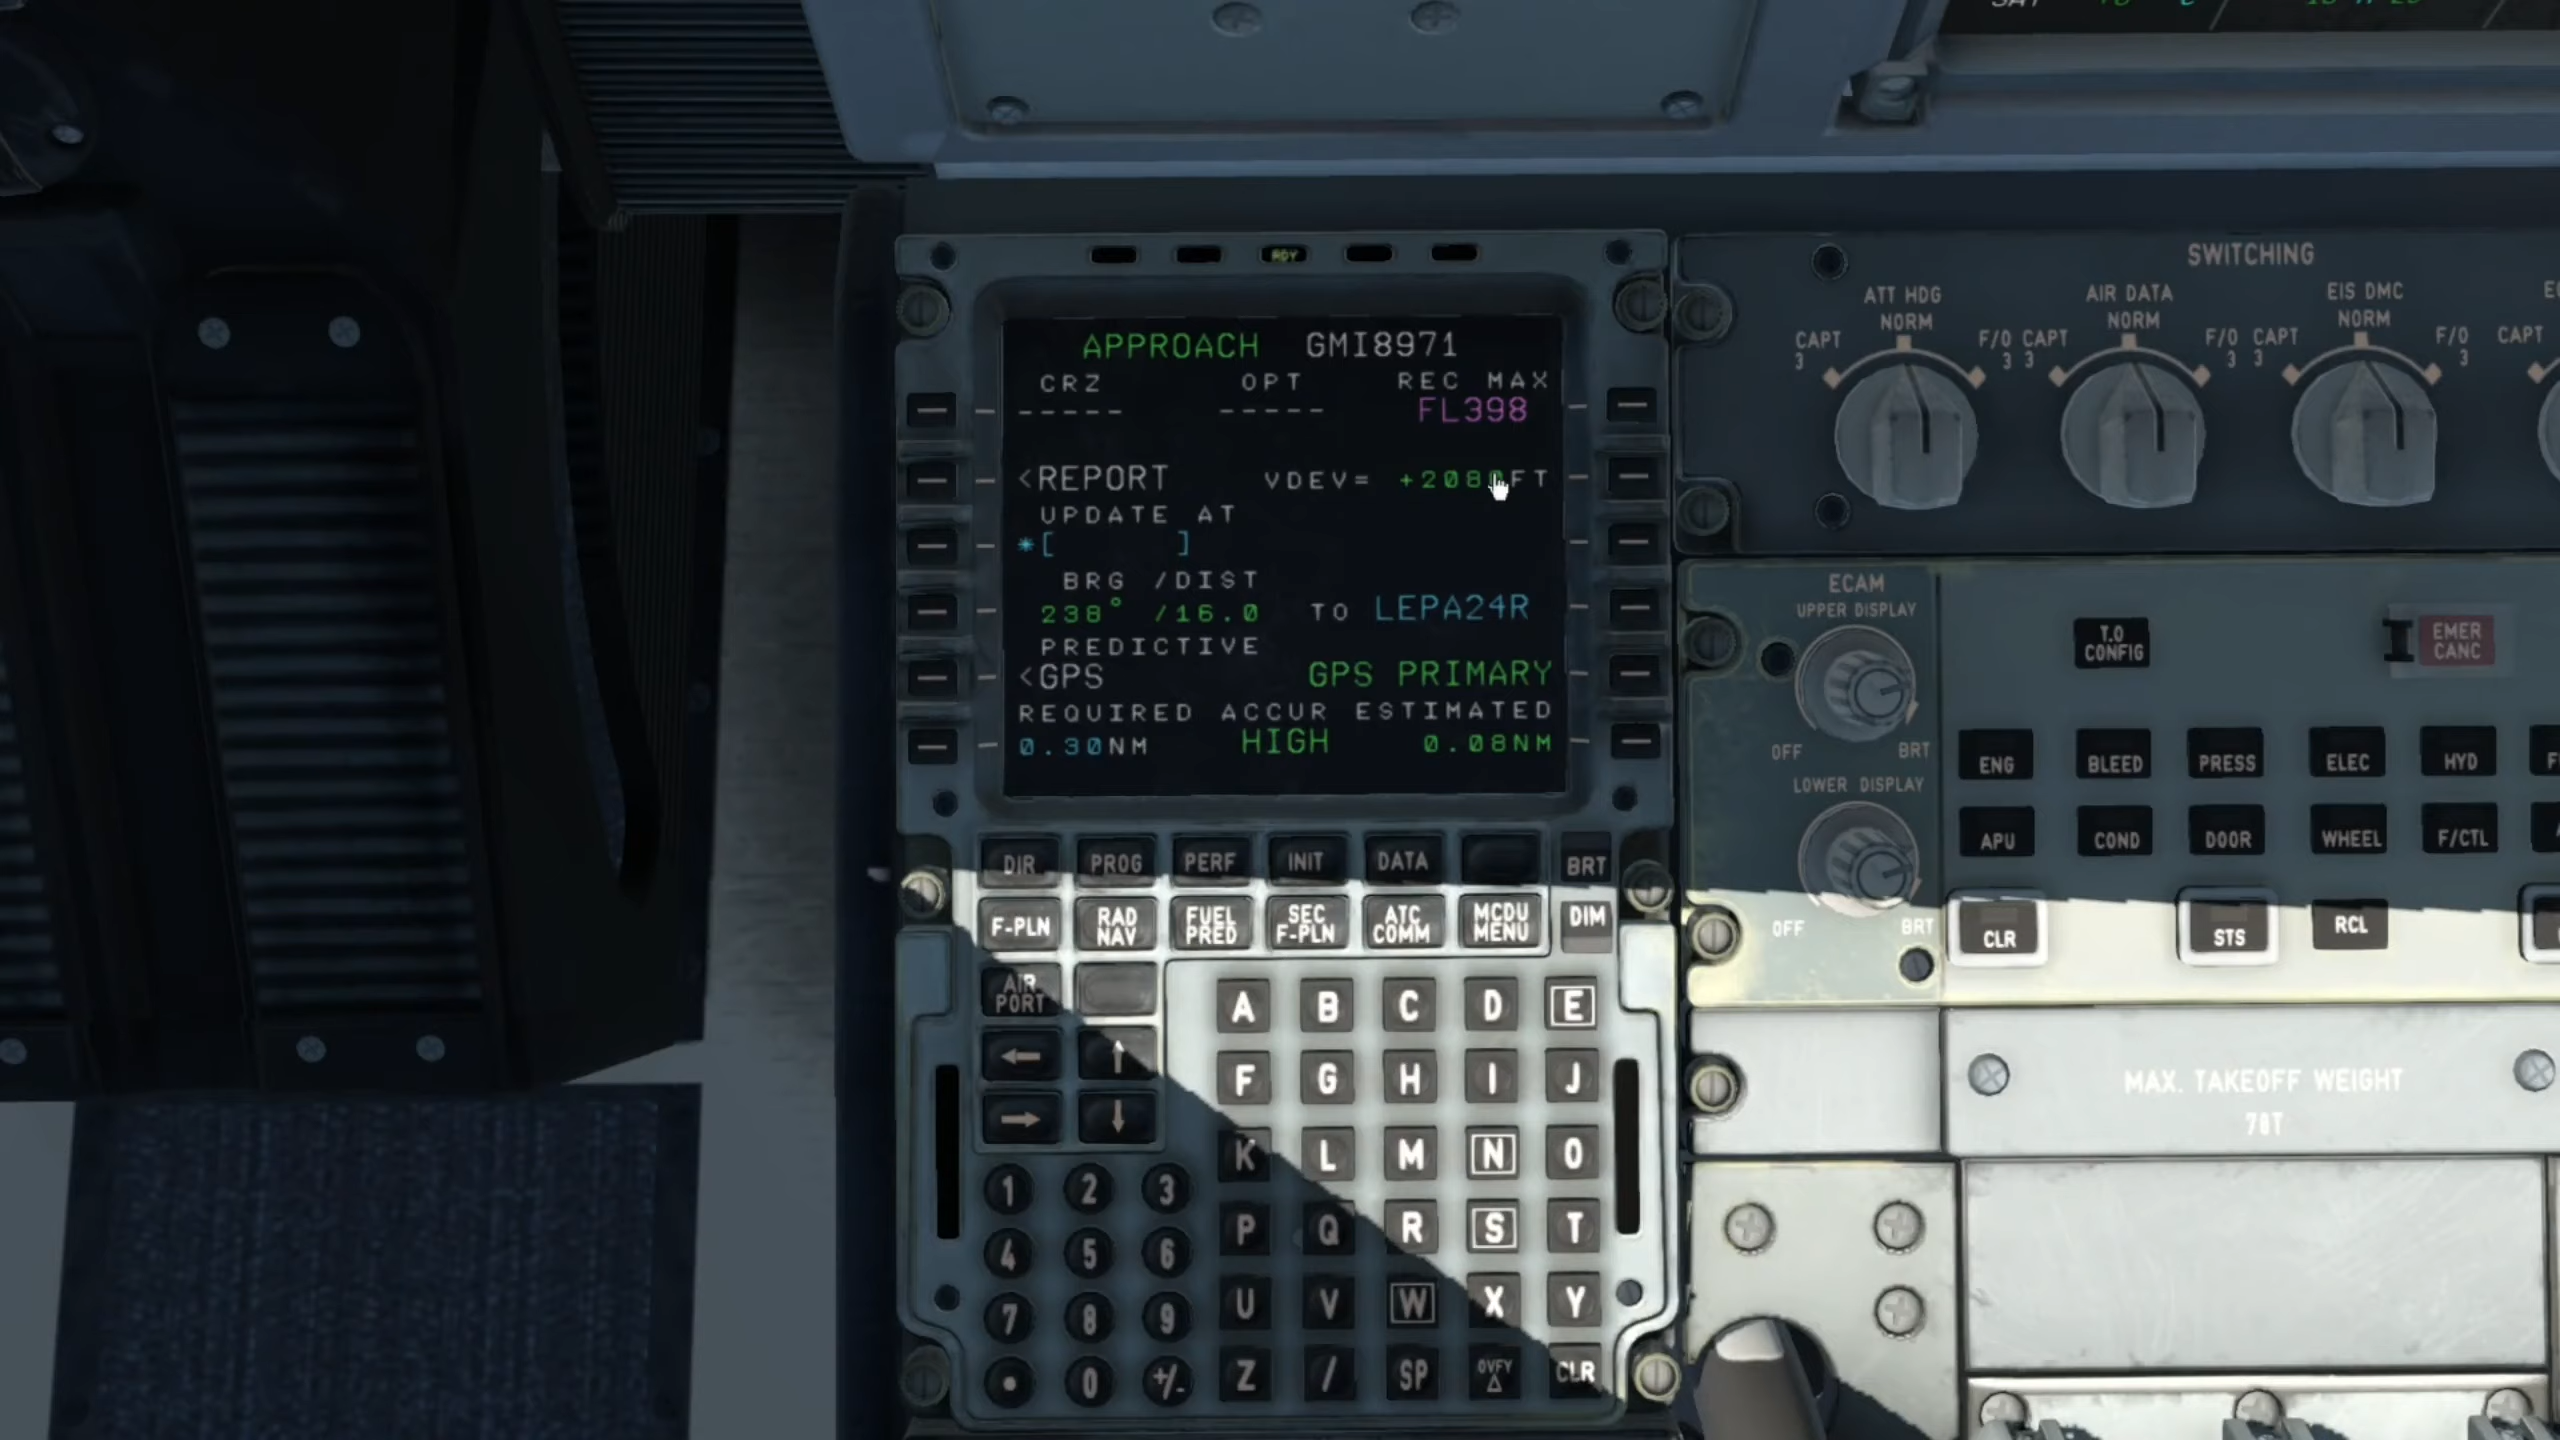 SAT
RDY
APPROACH GMI8971
CRZ OPT REC MAX
----- ----- FL398
<REPORT VDEV= +208 FT
UPDATE AT
*[ ]
BRG /DIST
238° /16.0 TO LEPA24R
PREDICTIVE
<GPS GPS PRIMARY
REQUIRED ACCUR ESTIMATED
0.30NM HIGH 0.08NM
DIR PROG PERF INIT DATA BRT
F-PLN RAD NAV FUEL PRED SEC F-PLN ATC COMM MCDU MENU DIM
AIR PORT
← ↑
→ ↓
A B C D E
F G H I J
K L M N O
1 2 3
P Q R S T
4 5 6
U V W X Y
7 8 9
Z / SP OVFY Δ CLR
. 0 +/-
SWITCHING
ATT HDG AIR DATA EIS DMC
NORM NORM NORM
CAPT 3 F/O 3 CAPT 3 F/O 3 CAPT 3 F/O 3 CAPT
ECAM
UPPER DISPLAY
OFF BRT
LOWER DISPLAY
OFF BRT
T.O CONFIG
EMER CANC
ENG BLEED PRESS ELEC HYD
APU COND DOOR WHEEL F/CTL
CLR STS RCL
MAX. TAKEOFF WEIGHT
78T